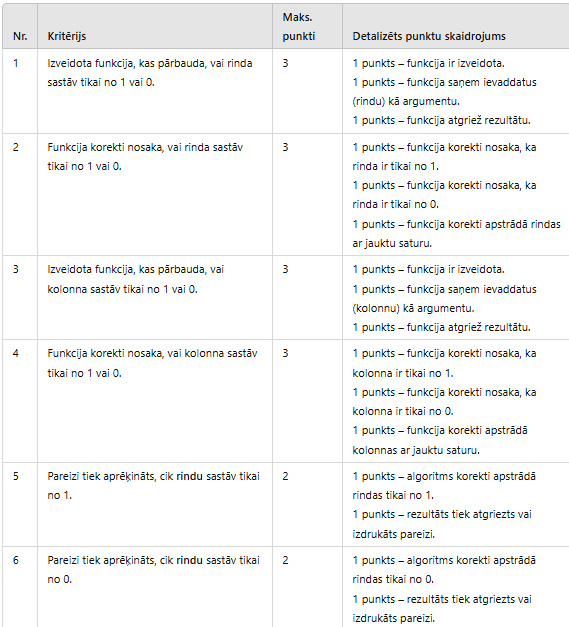 Nr. Kritērijs Maks. punkti Detalizēts punktu skaidrojums
1 Izveidota funkcija, kas pārbauda, vai rinda 3 1 punkts – funkcija ir izveidota.
sastāv tikai no 1 vai 0. 1 punkts – funkcija saņem ievaddatus
(rindu) kā argumentu.
1 punkts – funkcija atgriež rezultātu.
2 Funkcija korekti nosaka, vai rinda sastāv 3 1 punkts – funkcija korekti nosaka, ka
tikai no 1 vai 0. rinda ir tikai no 1.
1 punkts – funkcija korekti nosaka, ka
rinda ir tikai no 0.
1 punkts – funkcija korekti apstrādā rindas
ar jauktu saturu.
3 Izveidota funkcija, kas pārbauda, vai 3 1 punkts – funkcija ir izveidota.
kolonna sastāv tikai no 1 vai 0. 1 punkts – funkcija saņem ievaddatus
(kolonnu) kā argumentu.
1 punkts – funkcija atgriež rezultātu.
4 Funkcija korekti nosaka, vai kolonna sastāv 3 1 punkts – funkcija korekti nosaka, ka
tikai no 1 vai 0. kolonna ir tikai no 1.
1 punkts – funkcija korekti nosaka, ka
kolonna ir tikai no 0.
1 punkts – funkcija korekti apstrādā
kolonnas ar jauktu saturu.
5 Pareizi tiek aprēķināts, cik rindu sastāv tikai 2 1 punkts – algoritms korekti apstrādā
no 1. rindas tikai no 1.
1 punkts – rezultāts tiek atgriezts vai
izdrukāts pareizi.
6 Pareizi tiek aprēķināts, cik rindu sastāv tikai 2 1 punkts – algoritms korekti apstrādā
no 0. rindas tikai no 0.
1 punkts – rezultāts tiek atgriezts vai
izdrukāts pareizi.